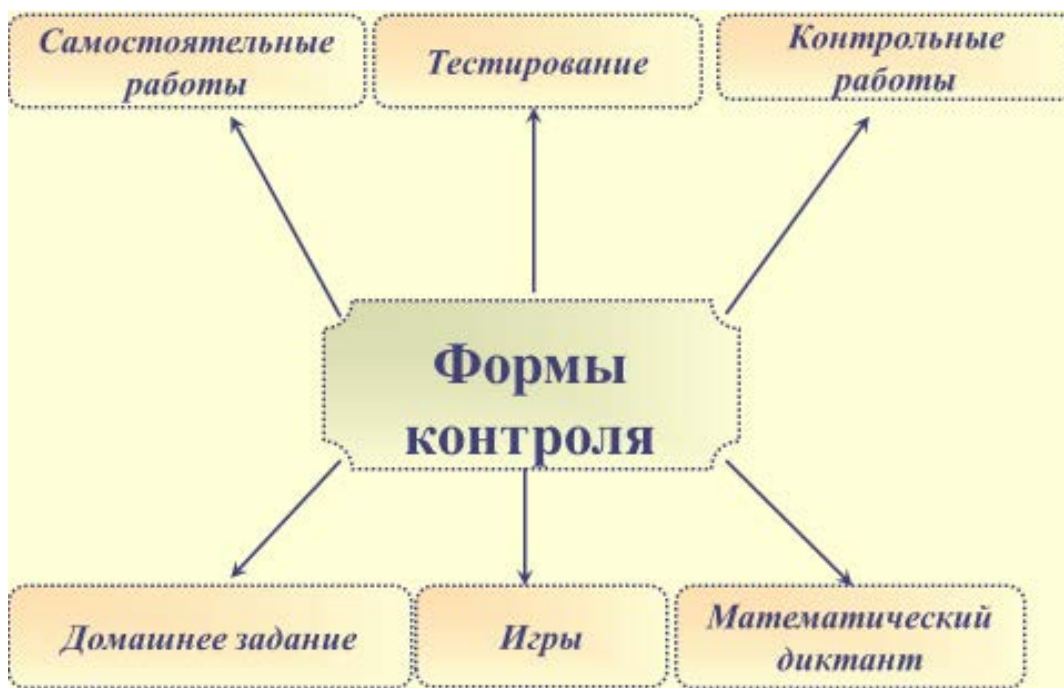 Самостоятельные
работы
Тестирование
Контрольные
работы
Формы
контроля
Домашнее задание
Игры
Математический
диктант